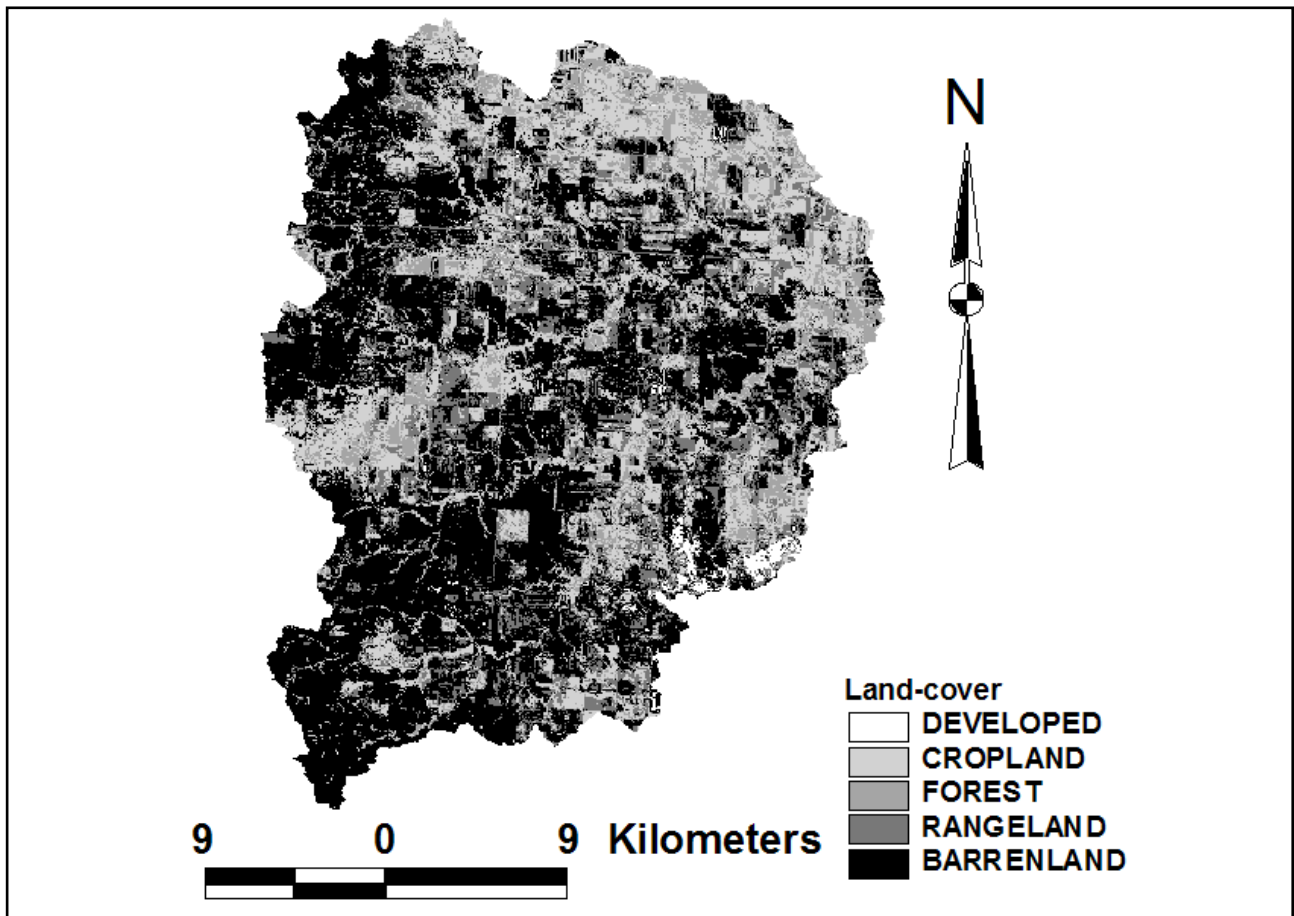 N
Land-cover
DEVELOPED
CROPLAND
FOREST
RANGELAND
BARRENLAND
9 0 9 Kilometers